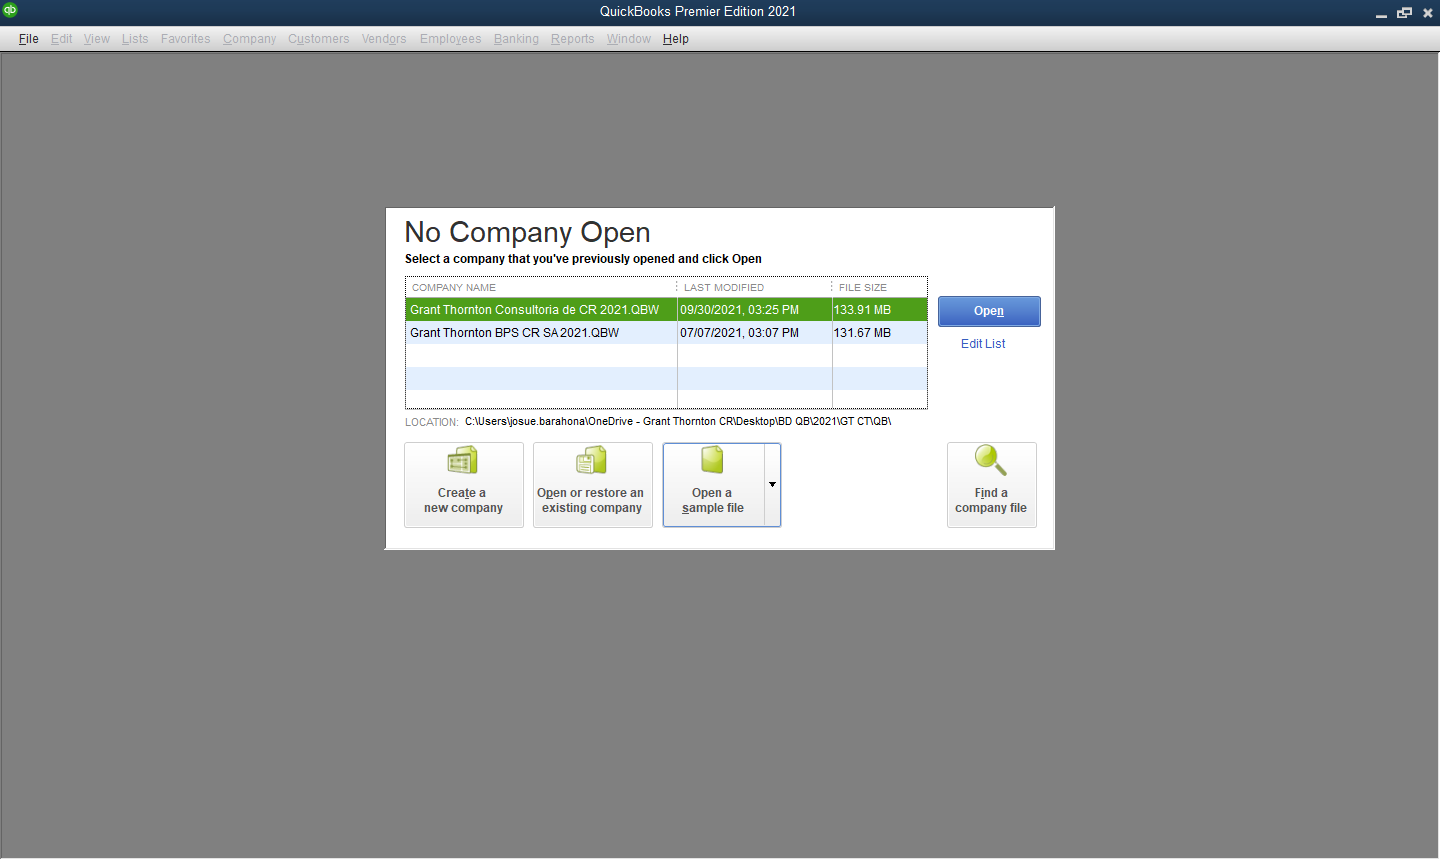 qb
QuickBooks Premier Edition 2021
File Edit View Lists Favorites Company Customers Vendors Employees Banking Reports Window Help
No Company Open
Select a company that you've previously opened and click Open
COMPANY NAME LAST MODIFIED FILE SIZE
Grant Thornton Consultoria de CR 2021.QBW 09/30/2021, 03:25 PM 133.91 MB
Grant Thornton BPS CR SA 2021.QBW 07/07/2021, 03:07 PM 131.67 MB
Open
Edit List
LOCATION: C:\Users\josue.barahona\OneDrive - Grant Thornton CR\Desktop\BD QB\2021\GT CT\QB\
Create a
new company
Open or restore an
existing company
Open a
sample file
Find a
company file